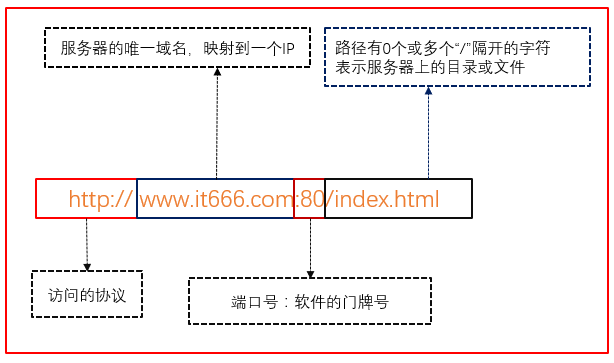 服务器的唯一域名，映射到一个IP
路径有0个或多个“/”隔开的字符
表示服务器上的目录或文件
http:// www.it666.com:80/index.html
访问的协议
端口号：软件的门牌号